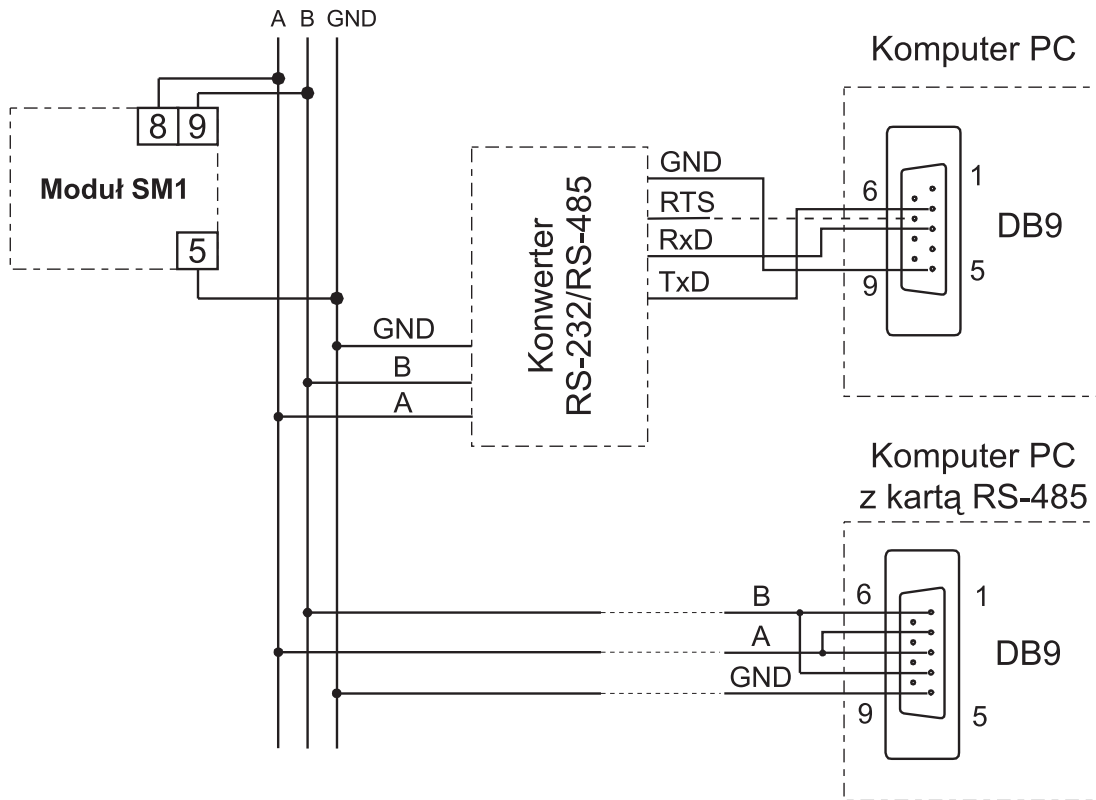 A B GND
Komputer PC
8 9
Moduł SM1
5
Konwerter
RS-232/RS-485
GND
RTS
RxD
TxD
6
1
DB9
9
5
GND
B
A
Komputer PC
z kartą RS-485
B
A
GND
6
1
DB9
9
5